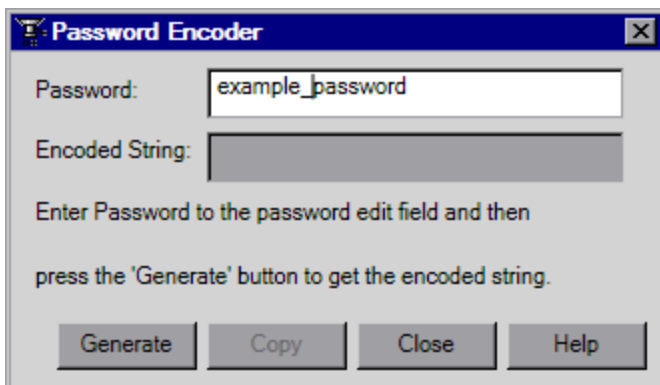 Password Encoder
Password: example_password
Encoded String:
Enter Password to the password edit field and then
press the 'Generate' button to get the encoded string.
Generate Copy Close Help